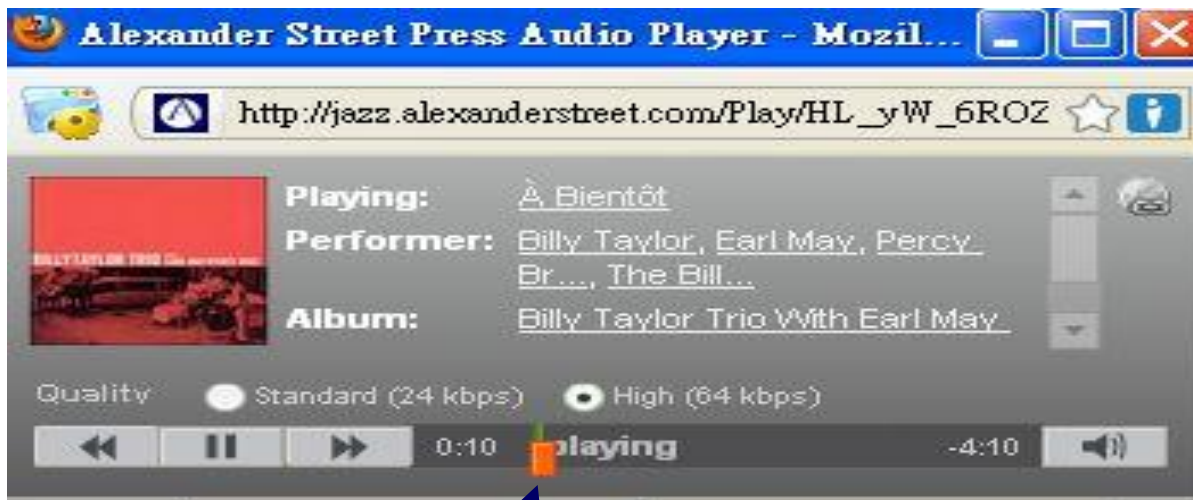 Alexander Street Press Audio Player - Mozil...
http://jazz.alexanderstreet.com/Play/HL_yW_6ROZ
Playing: À Bientôt
Performer: Billy Taylor, Earl May, Percy
Br..., The Bill...
Album: Billy Taylor Trio With Earl May
Quality Standard (24 kbps) High (64 kbps)
0:10 playing -4:10